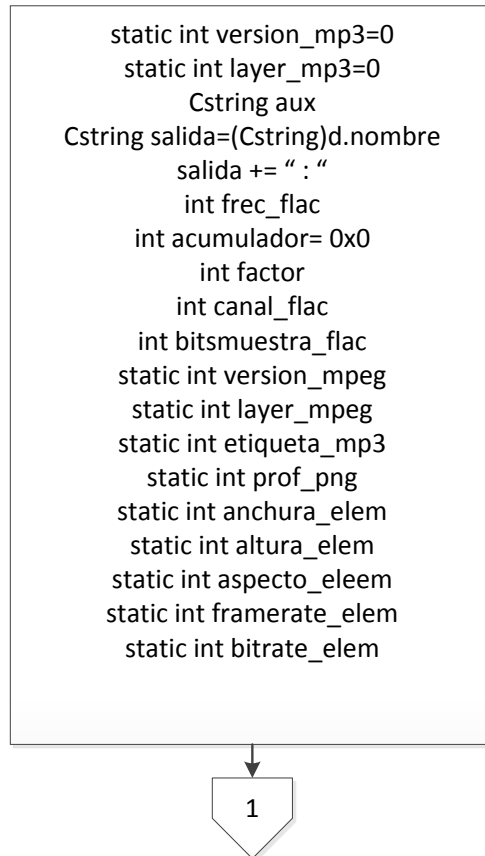 static int version_mp3=0
static int layer_mp3=0
Cstring aux
Cstring salida=(Cstring)d.nombre
salida += “ : “
int frec_flac
int acumulador= 0x0
int factor
int canal_flac
int bitsmuestra_flac
static int version_mpeg
static int layer_mpeg
static int etiqueta_mp3
static int prof_png
static int anchura_elem
static int altura_elem
static int aspecto_eleem
static int framerate_elem
static int bitrate_elem
1